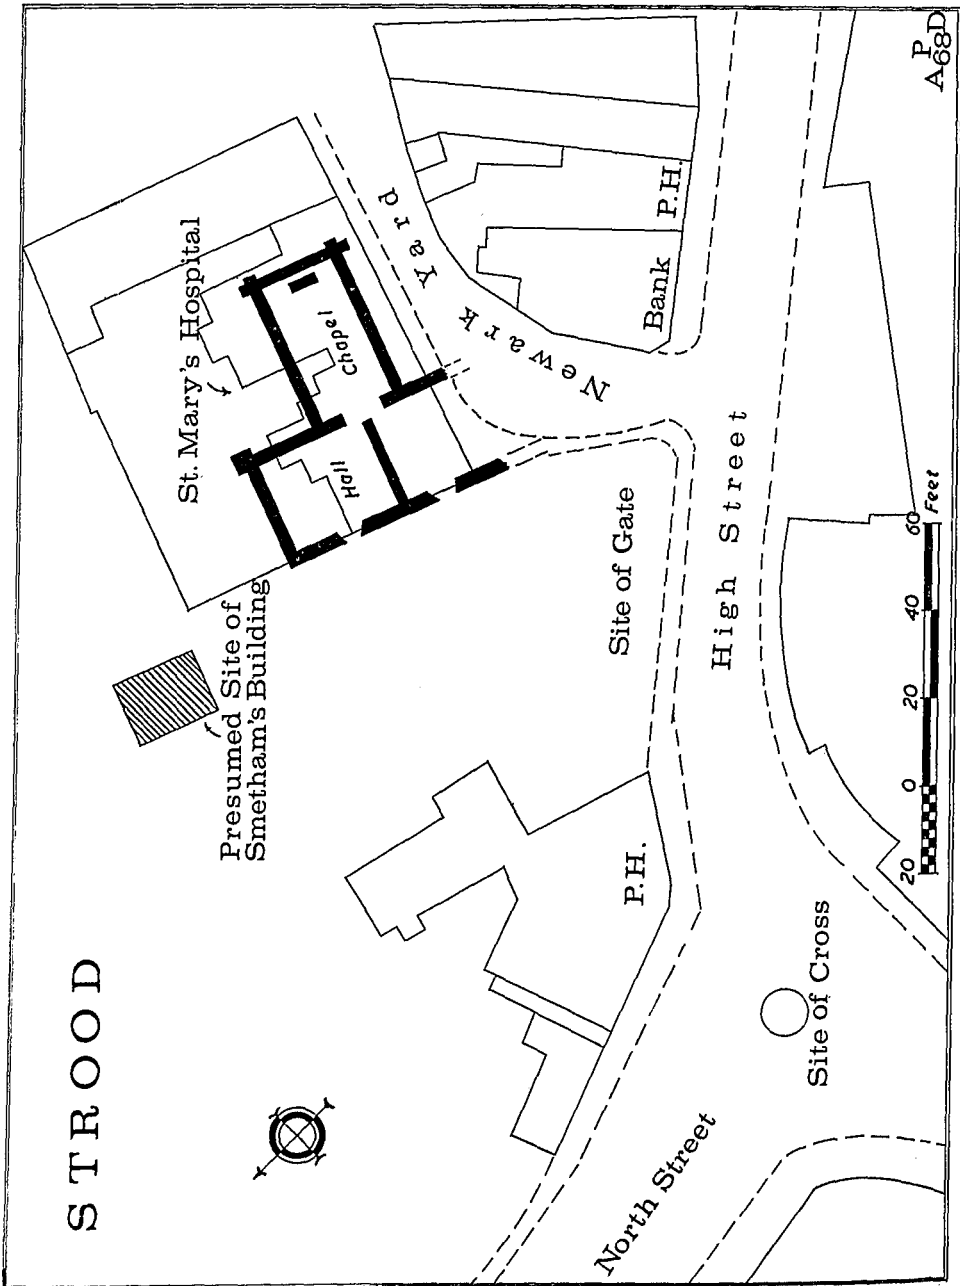 STROOD
St. Mary's Hospital
Chapel
Hall
Presumed Site of
Smetham's Building
Newark Yard
P.H.
Bank
Site of Gate
High Street
P.H.
Site of Cross
North Street
20 0 20 40 60
Feet
P D
A68